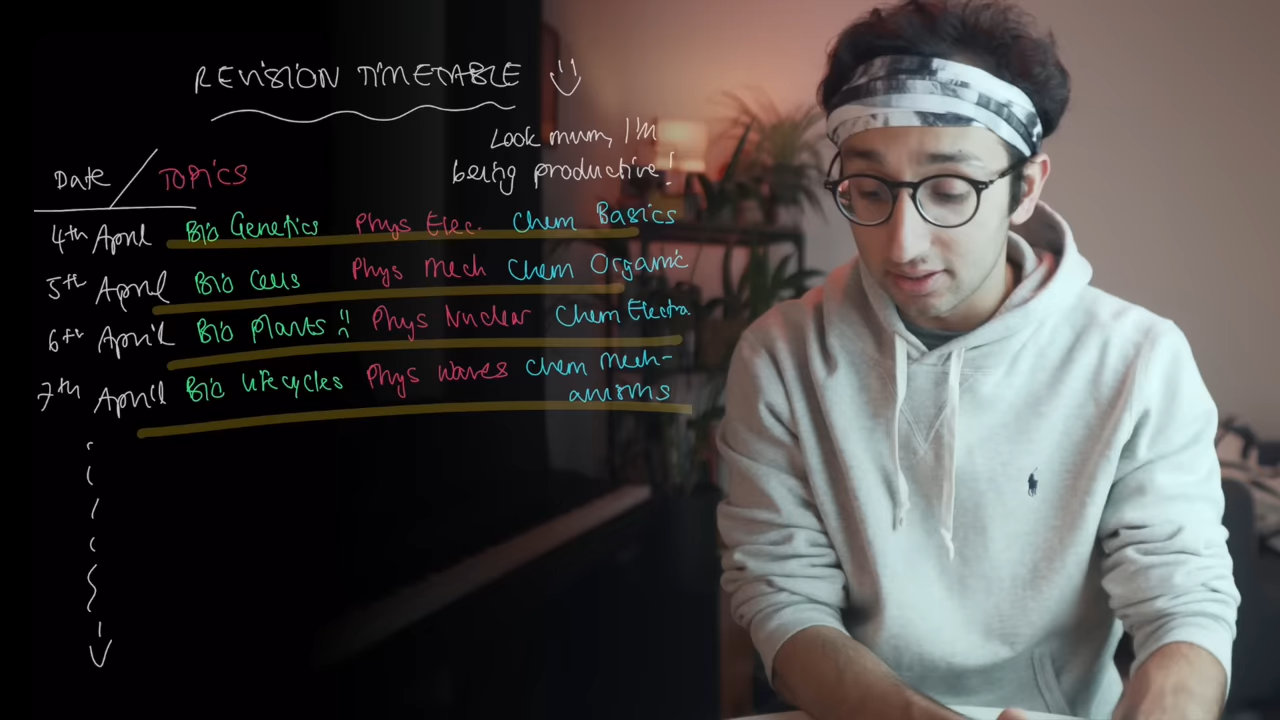 REVISION TIMETABLE
Look mum, I'm
being productive!
Date / TOPICS
4th April Bio Genetics Phys Elec. Chem Basics
5th April Bio Cells Phys Mech Chem Organic
6th April Bio Plants !! Phys Nuclear Chem Electra
7th April Bio Lifecycles Phys Waves Chem Mech-
anisms